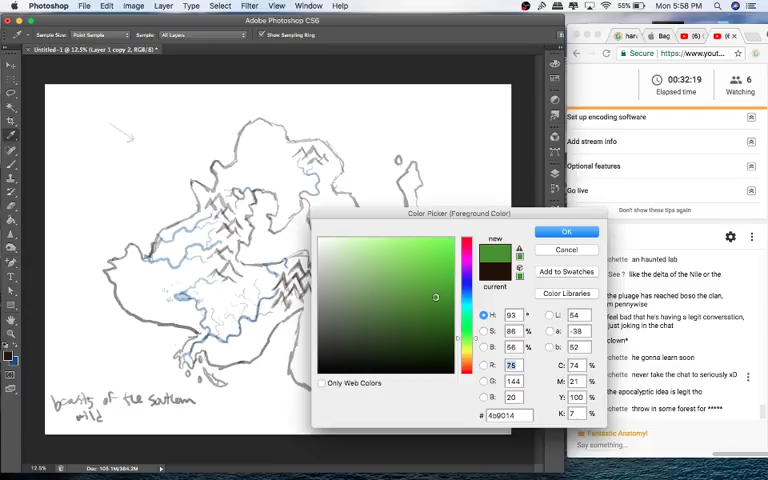 Photoshop File Edit Image Layer Type Select Filter View Window Help 55% Mon 5:58 PM
Adobe Photoshop CS6
Sample Size: Point Sample Sample: All Layers Show Sampling Ring
Untitled-1 @ 12.5% (Layer 1 copy 2, RGB/8*)
beasts of the southern
wild
12.5% Doc: 105.1M/384.2M
Color Picker (Foreground Color)
new
current
OK
Cancel
Add to Swatches
Color Libraries
H: 93 ° L: 54
S: 86 % a: -38
B: 56 % b: 52
R: 75 C: 74 %
G: 144 M: 21 %
B: 20 Y: 100 %
# 4b9014 K: 7 %
Only Web Colors
Bag
Secure https://www.yout
00:32:19 6
Elapsed time Watching
Set up encoding software
Add stream info
Optional features
Go live
Don't show these tips again
chette an haunted lab
See ? like the delta of the Nile or the
the pluage has reached boso the clan,
om pennywise
feel bad that he's having a legit conversation,
just joking in the chat
clown*
chette he gonna learn soon
chette never take the chat to seriously xD
the apocalyptic idea is legit tho
chette throw in some forest for *****
Fantastic Anatomy!
Say something...